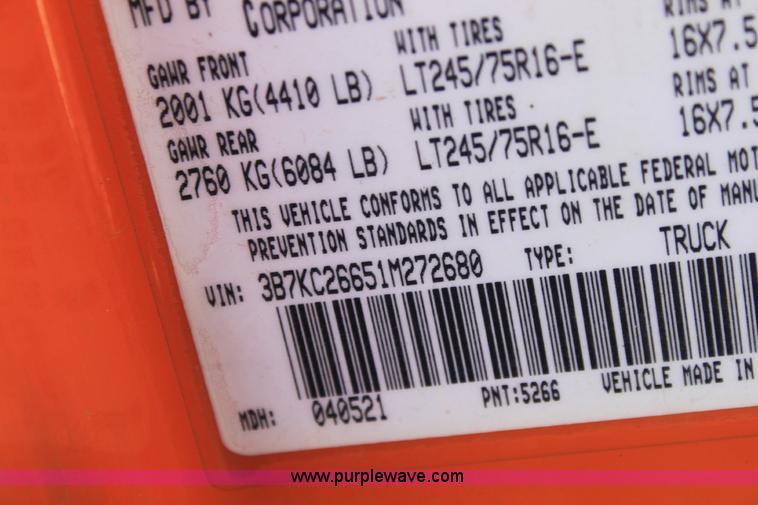 MFD BY CORPORATION
RIMS AT
GAWR FRONT WITH TIRES 16X7.5
2001 KG(4410 LB) LT245/75R16-E RIMS AT
GAWR REAR WITH TIRES 16X7.5
2760 KG(6084 LB) LT245/75R16-E
THIS VEHICLE CONFORMS TO ALL APPLICABLE FEDERAL MOT
PREVENTION STANDARDS IN EFFECT ON THE DATE OF MANU
VIN: 3B7KC26651M272680 TYPE: TRUCK
MDH: 040521 PNT:5266 VEHICLE MADE IN
www.purplewave.com